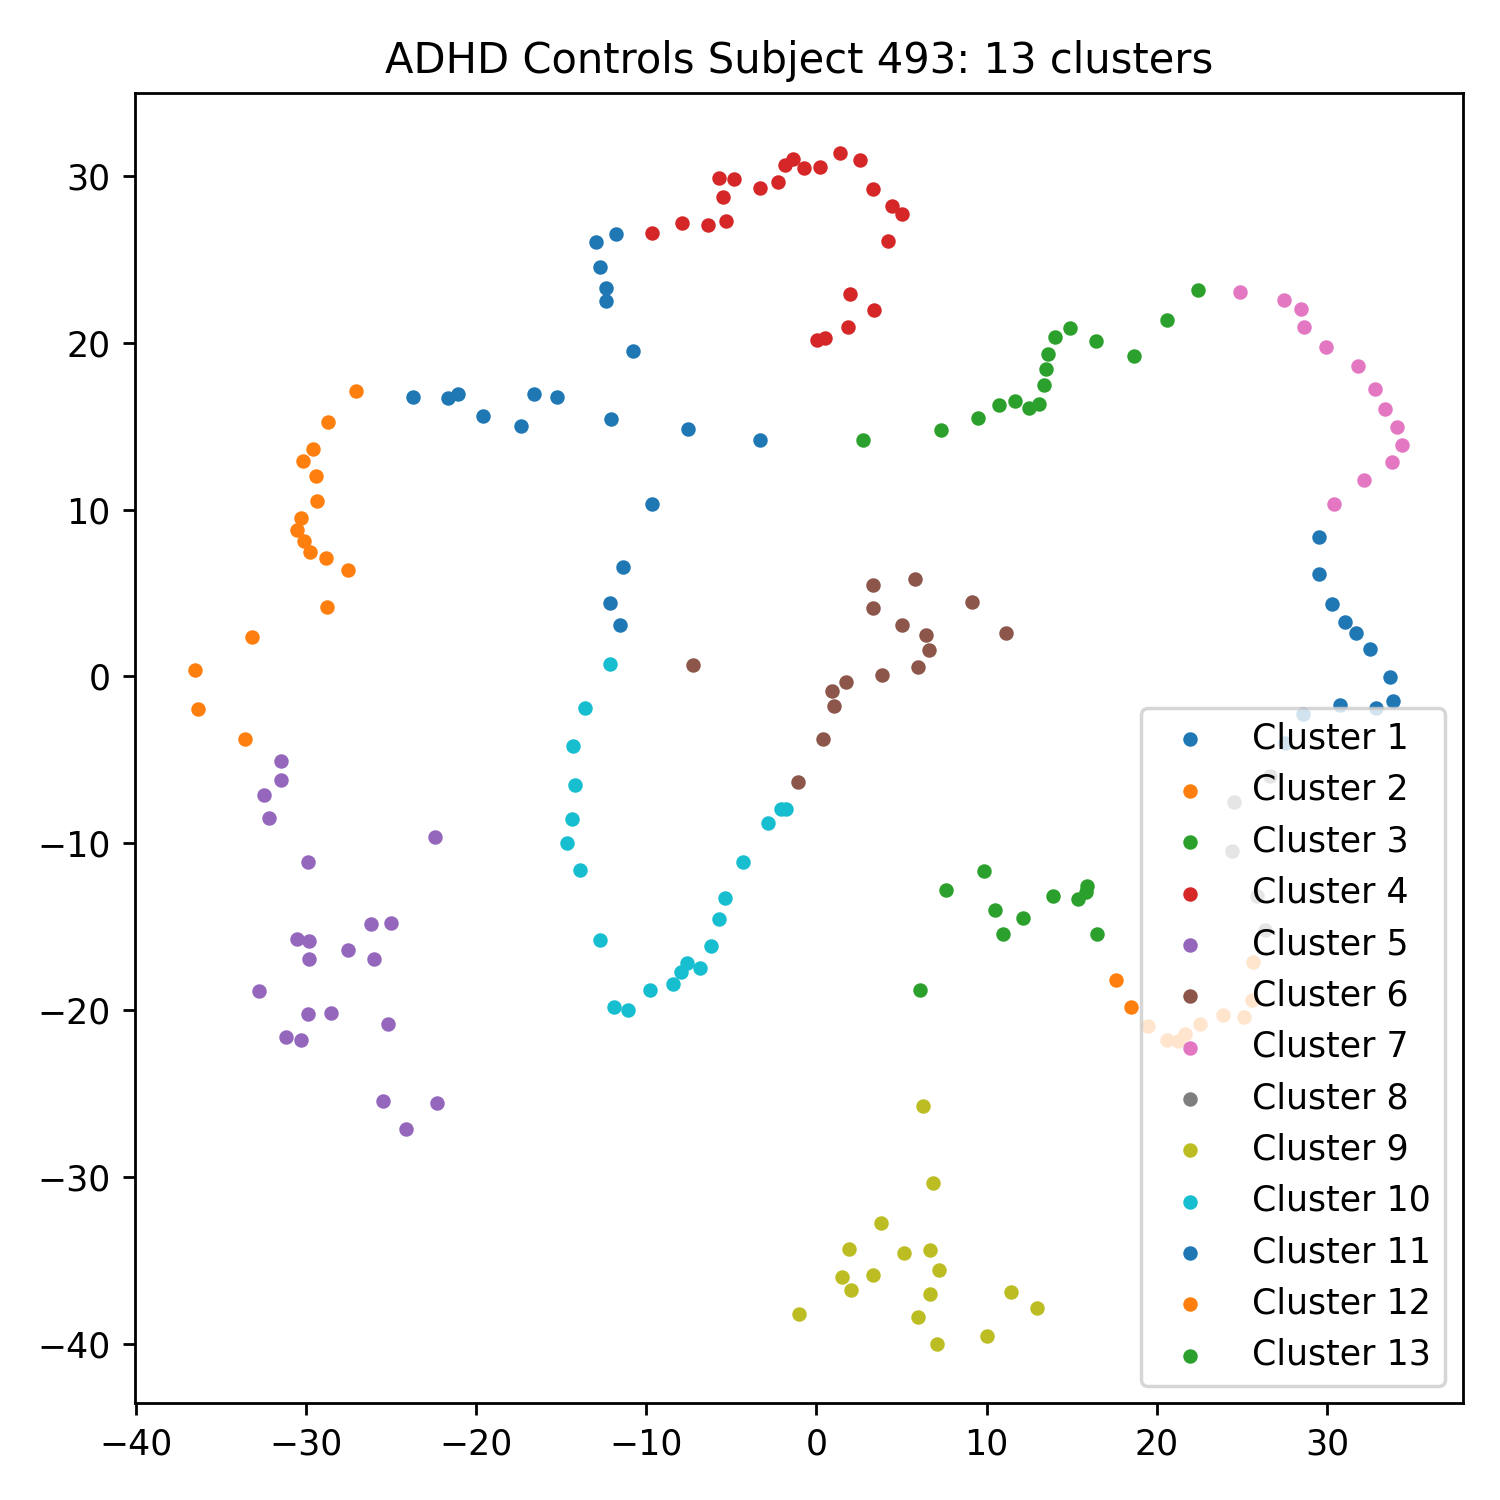 ADHD Controls Subject 493: 13 clusters
30
20
10
0
−10
−20
−30
−40
−40
−30
−20
−10
0
10
20
30
Cluster 1
Cluster 2
Cluster 3
Cluster 4
Cluster 5
Cluster 6
Cluster 7
Cluster 8
Cluster 9
Cluster 10
Cluster 11
Cluster 12
Cluster 13